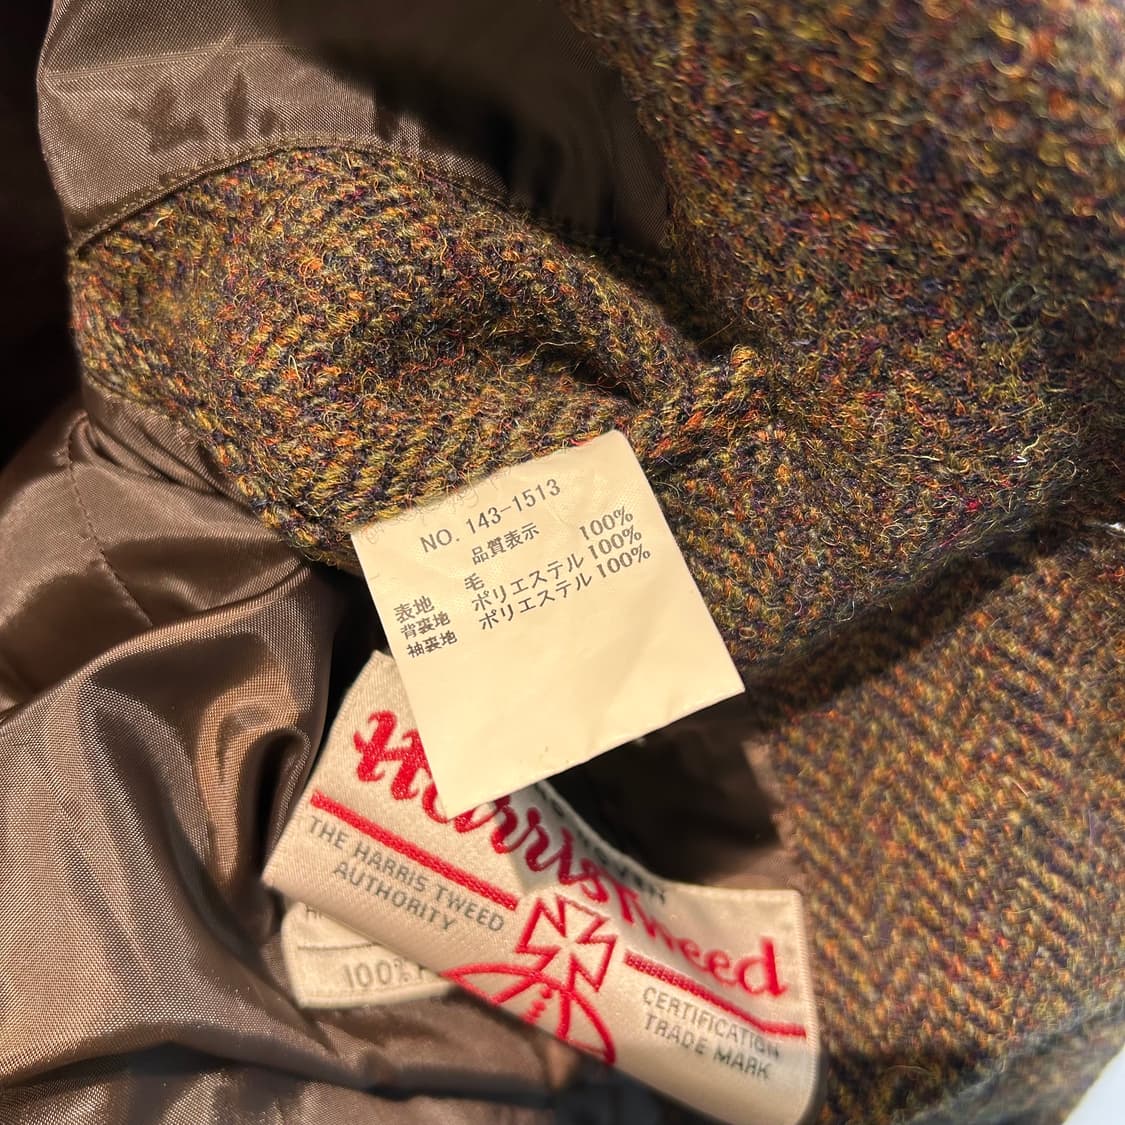 NO. 143-1513
品質表示
表地 毛 100%
背裏地 ポリエステル 100%
袖裏地 ポリエステル 100%
Harris Tweed
THE HARRIS TWEED
AUTHORITY
CERTIFICATION
TRADE MARK
100%